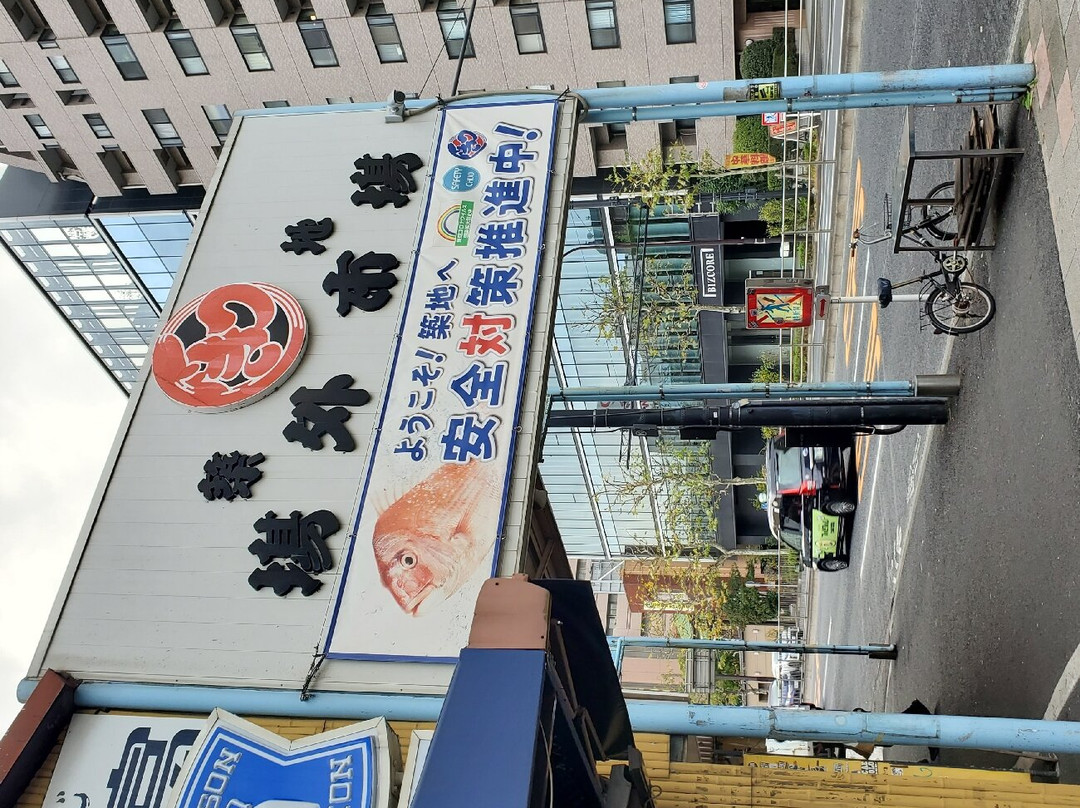 築地
場外市場
ようこそ!築地へ
安全対策推進中!
BIZCORE